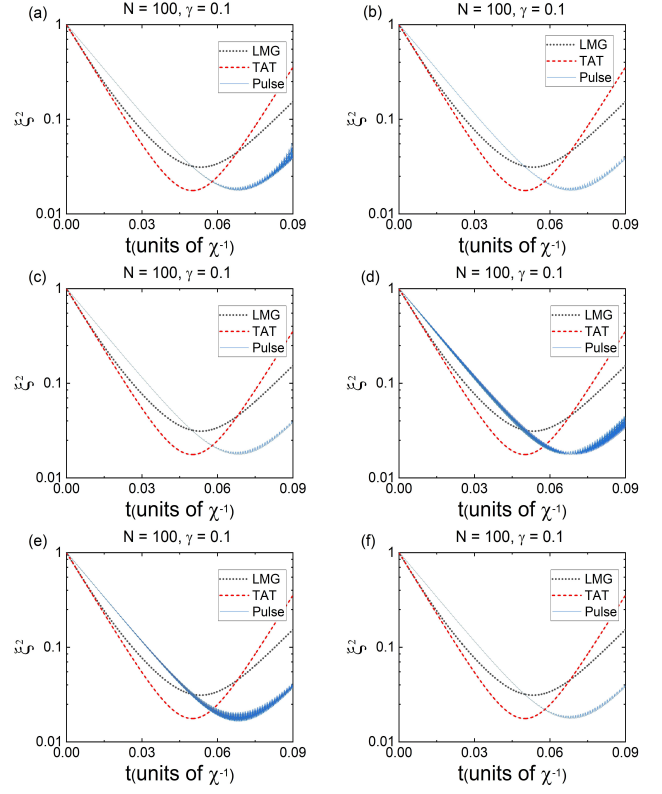 (a) N = 100, γ = 0.1
LMG
TAT
Pulse
ξ²
1
0.1
0.01
0.00 0.03 0.06 0.09
t(units of χ⁻¹)
(b) N = 100, γ = 0.1
LMG
TAT
Pulse
ξ²
1
0.1
0.01
0.00 0.03 0.06 0.09
t(units of χ⁻¹)
(c) N = 100, γ = 0.1
LMG
TAT
Pulse
ξ²
1
0.1
0.01
0.00 0.03 0.06 0.09
t(units of χ⁻¹)
(d) N = 100, γ = 0.1
LMG
TAT
Pulse
ξ²
1
0.1
0.01
0.00 0.03 0.06 0.09
t(units of χ⁻¹)
(e) N = 100, γ = 0.1
LMG
TAT
Pulse
ξ²
1
0.1
0.01
0.00 0.03 0.06 0.09
t(units of χ⁻¹)
(f) N = 100, γ = 0.1
LMG
TAT
Pulse
ξ²
1
0.1
0.01
0.00 0.03 0.06 0.09
t(units of χ⁻¹)